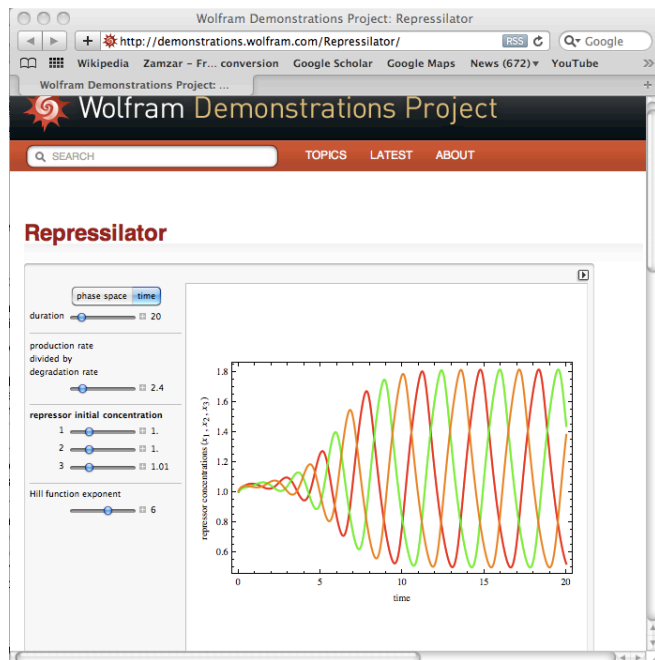 Wolfram Demonstrations Project: Repressilator
http://demonstrations.wolfram.com/Repressilator/ RSS Google
Wikipedia Zamzar – Fr... conversion Google Scholar Google Maps News (672) YouTube
Wolfram Demonstrations Project: ...
Wolfram Demonstrations Project
SEARCH TOPICS LATEST ABOUT
Repressilator
phase space time
duration 20
production rate
divided by
degradation rate
2.4
repressor initial concentration
1 1.
2 1.
3 1.01
Hill function exponent
6
repressor concentrations (x1, x2, x3)
1.8
1.6
1.4
1.2
1.0
0.8
0.6
0 5 10 15 20
time